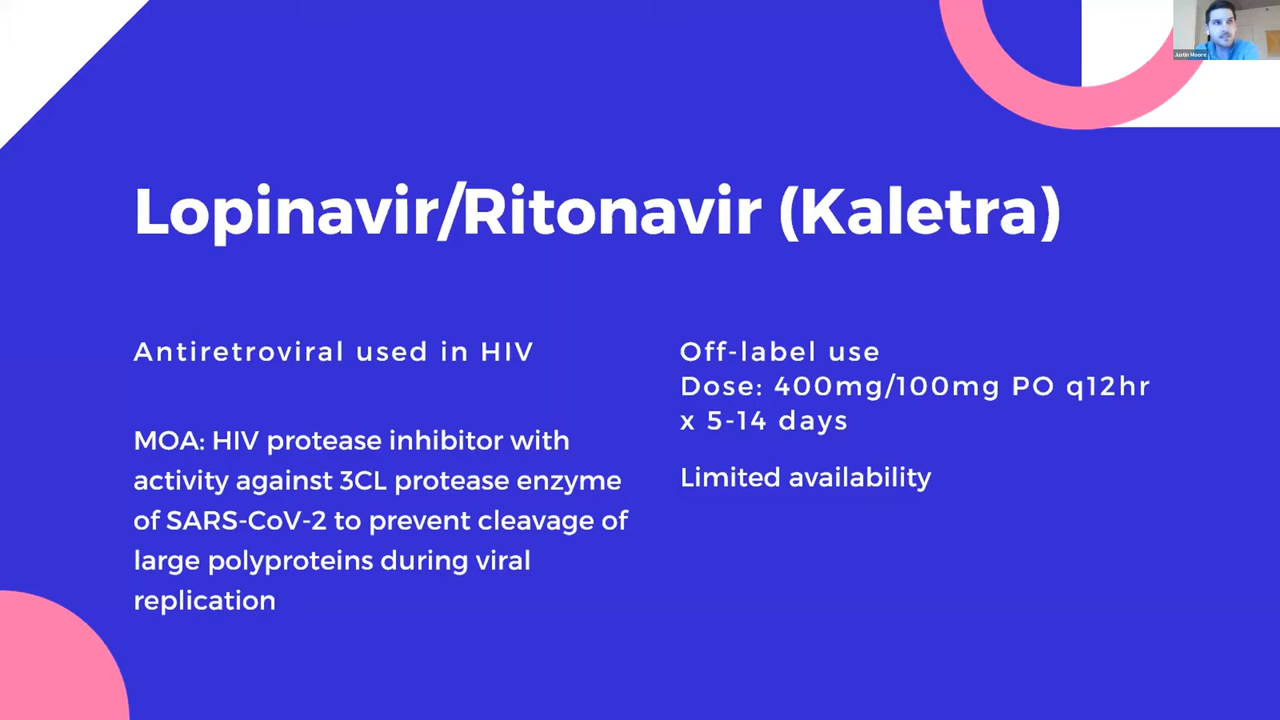 Justin Moore
Lopinavir/Ritonavir (Kaletra)
Antiretroviral used in HIV
MOA: HIV protease inhibitor with
activity against 3CL protease enzyme
of SARS-CoV-2 to prevent cleavage of
large polyproteins during viral
replication
Off-label use
Dose: 400mg/100mg PO q12hr
x 5-14 days
Limited availability